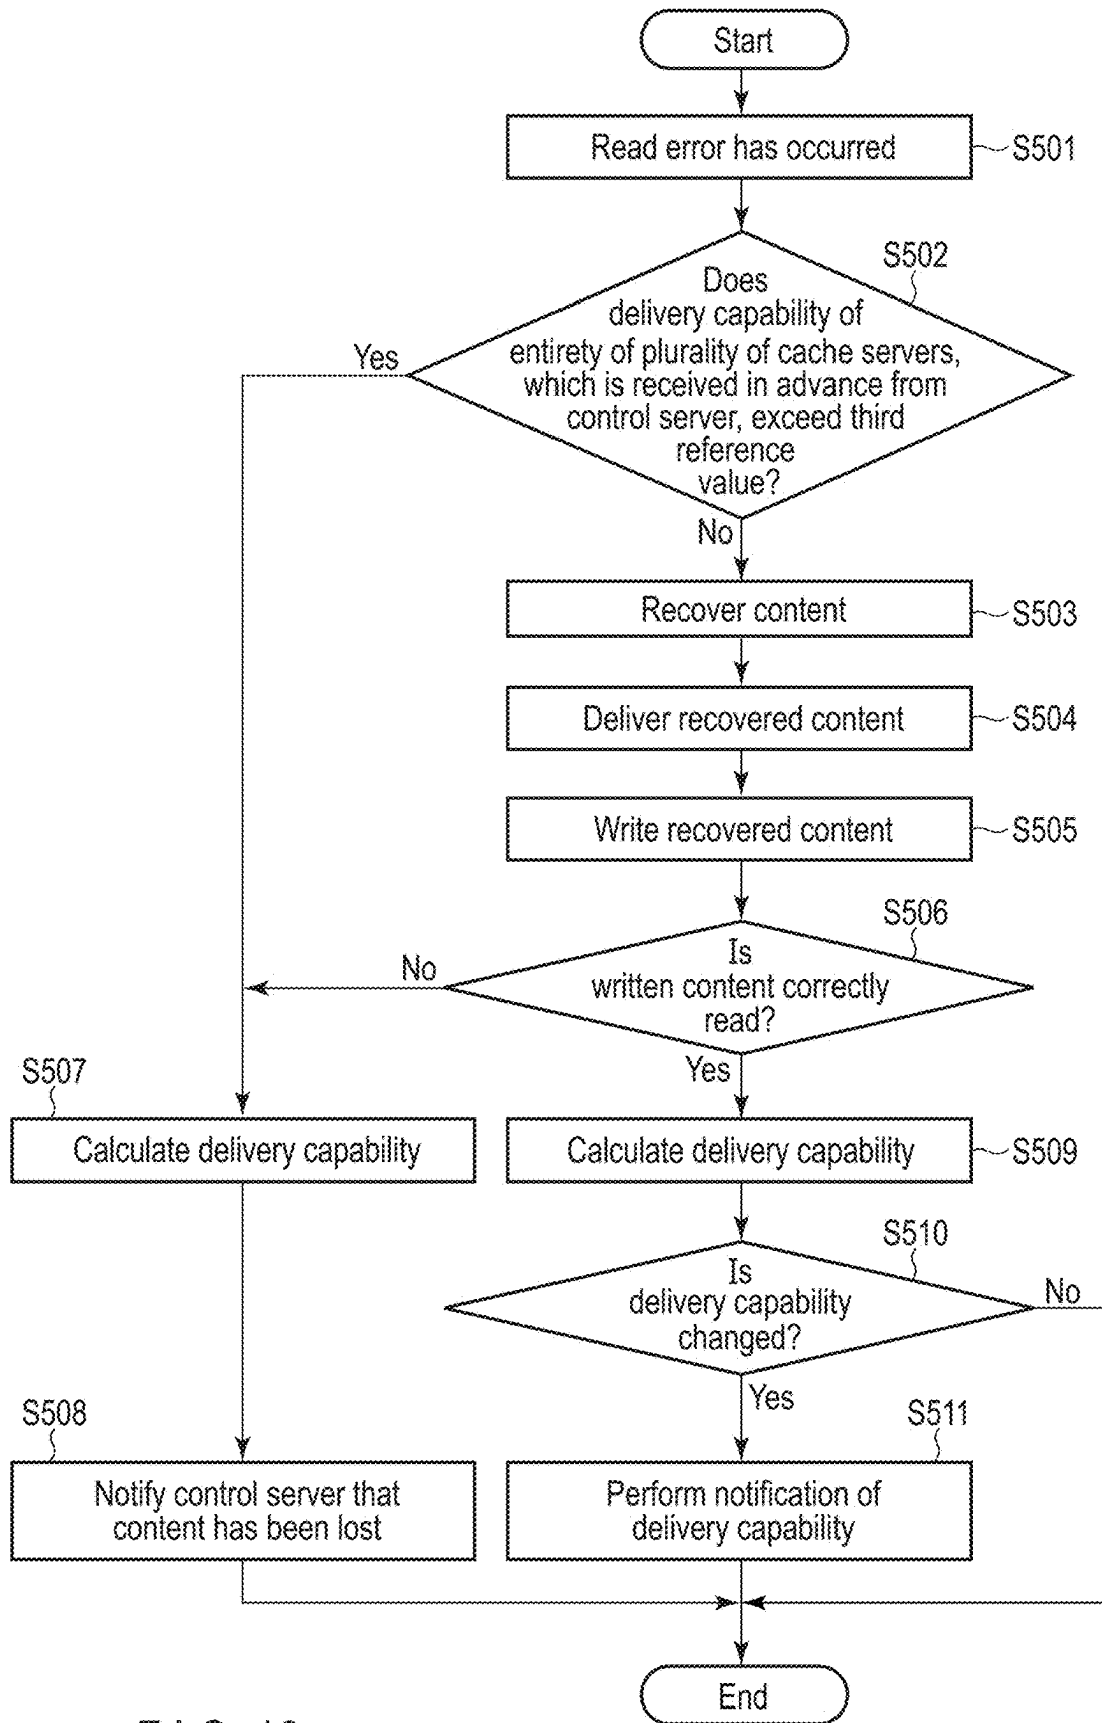 Start
Read error has occurred
S501
S502
Does
delivery capability of
entirety of plurality of cache servers,
which is received in advance from
control server, exceed third
reference
value?
Yes
No
Recover content
S503
Deliver recovered content
S504
Write recovered content
S505
S506
Is
written content correctly
read?
No
Yes
S507
Calculate delivery capability
Calculate delivery capability
S509
S510
Is
delivery capability
changed?
No
Yes
S508
Notify control server that
content has been lost
S511
Perform notification of
delivery capability
End